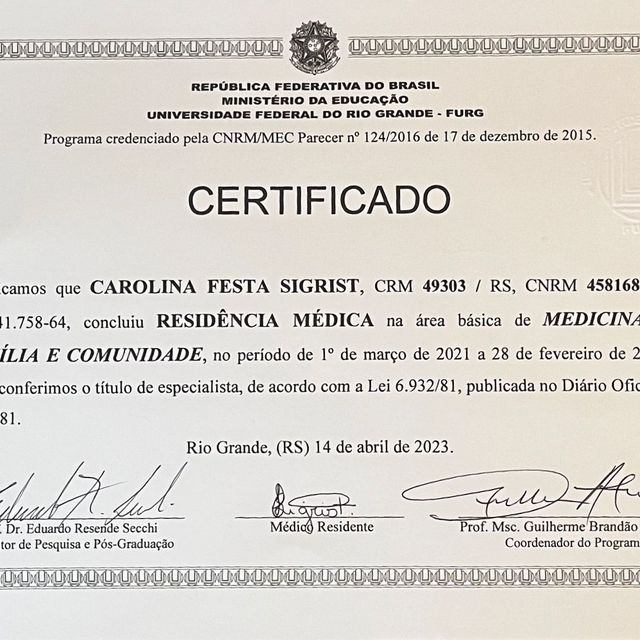 REPÚBLICA FEDERATIVA DO BRASIL
MINISTÉRIO DA EDUCAÇÃO
UNIVERSIDADE FEDERAL DO RIO GRANDE - FURG
Programa credenciado pela CNRM/MEC Parecer nº 124/2016 de 17 de dezembro de 2015.
CERTIFICADO
icamos que CAROLINA FESTA SIGRIST, CRM 49303 / RS, CNRM 458168
41.758-64, concluiu RESIDÊNCIA MÉDICA na área básica de MEDICINA
ÍLIA E COMUNIDADE, no período de 1º de março de 2021 a 28 de fevereiro de 2
conferimos o título de especialista, de acordo com a Lei 6.932/81, publicada no Diário Ofic
81.
Rio Grande, (RS) 14 de abril de 2023.
Dr. Eduardo Resende Secchi
tor de Pesquisa e Pós-Graduação
Médico Residente
Prof. Msc. Guilherme Brandão
Coordenador do Program